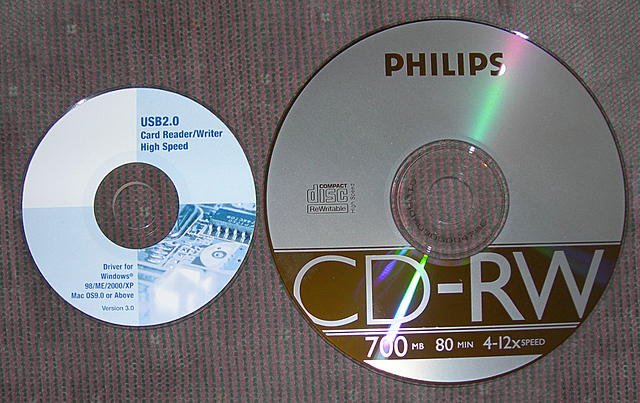 USB2.0
Card Reader/Writer
High Speed
Driver for
Windows®
98/ME/2000/XP
Mac OS9.0 or Above
Version 3.0
PHILIPS
COMPACT
disc
ReWritable
High Speed
CD-RW
700 MB 80 MIN 4-12x SPEED